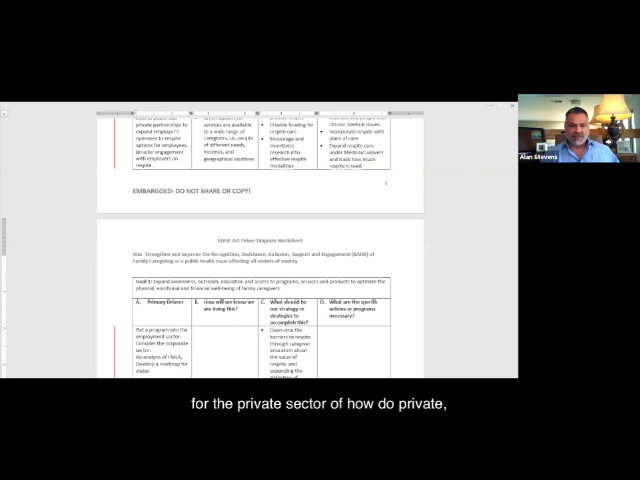 private partnerships to
expand employer's
openness to respite
options for employees.
Broader engagement
with employers on
respite.
services are available
to a wide range of
caregivers, i.e. people
of different needs,
incomes, and
geographical locations
Provide funding for
respite care
Encourage and
incentivize
research into
effective respite
modalities
chronic medical issues.
Incorporate respite with
plans of care
Expand respite care
under Medicaid waivers
and track how much
respite is used
EMBARGOED: DO NOT SHARE OR COPY!
RAISE Act Driver Diagram Worksheet
Aim: Strengthen and improve the Recognition, Assistance, Inclusion, Support and Engagement (RAISE) of
Family Caregiving as a public health issue affecting all sectors of society.
Goal 1: Expand awareness, outreach, education and access to programs, services and products to optimize the
physical, emotional and financial well-being of family caregivers
A. Primary Drivers
B. How will we know we
are doing this?
C. What should be
our strategy or
strategies to
accomplish this?
D. What are the specific
actions or programs
necessary?
Get a program into the
employment sector.
Consider the corporate
sector.
An analysis of FMLA.
Develop a roadmap for
states
Overcome the
barriers to respite
through caregiver
education about
the value of
respite, and
expanding the
Alan Stevens
for the private sector of how do private,